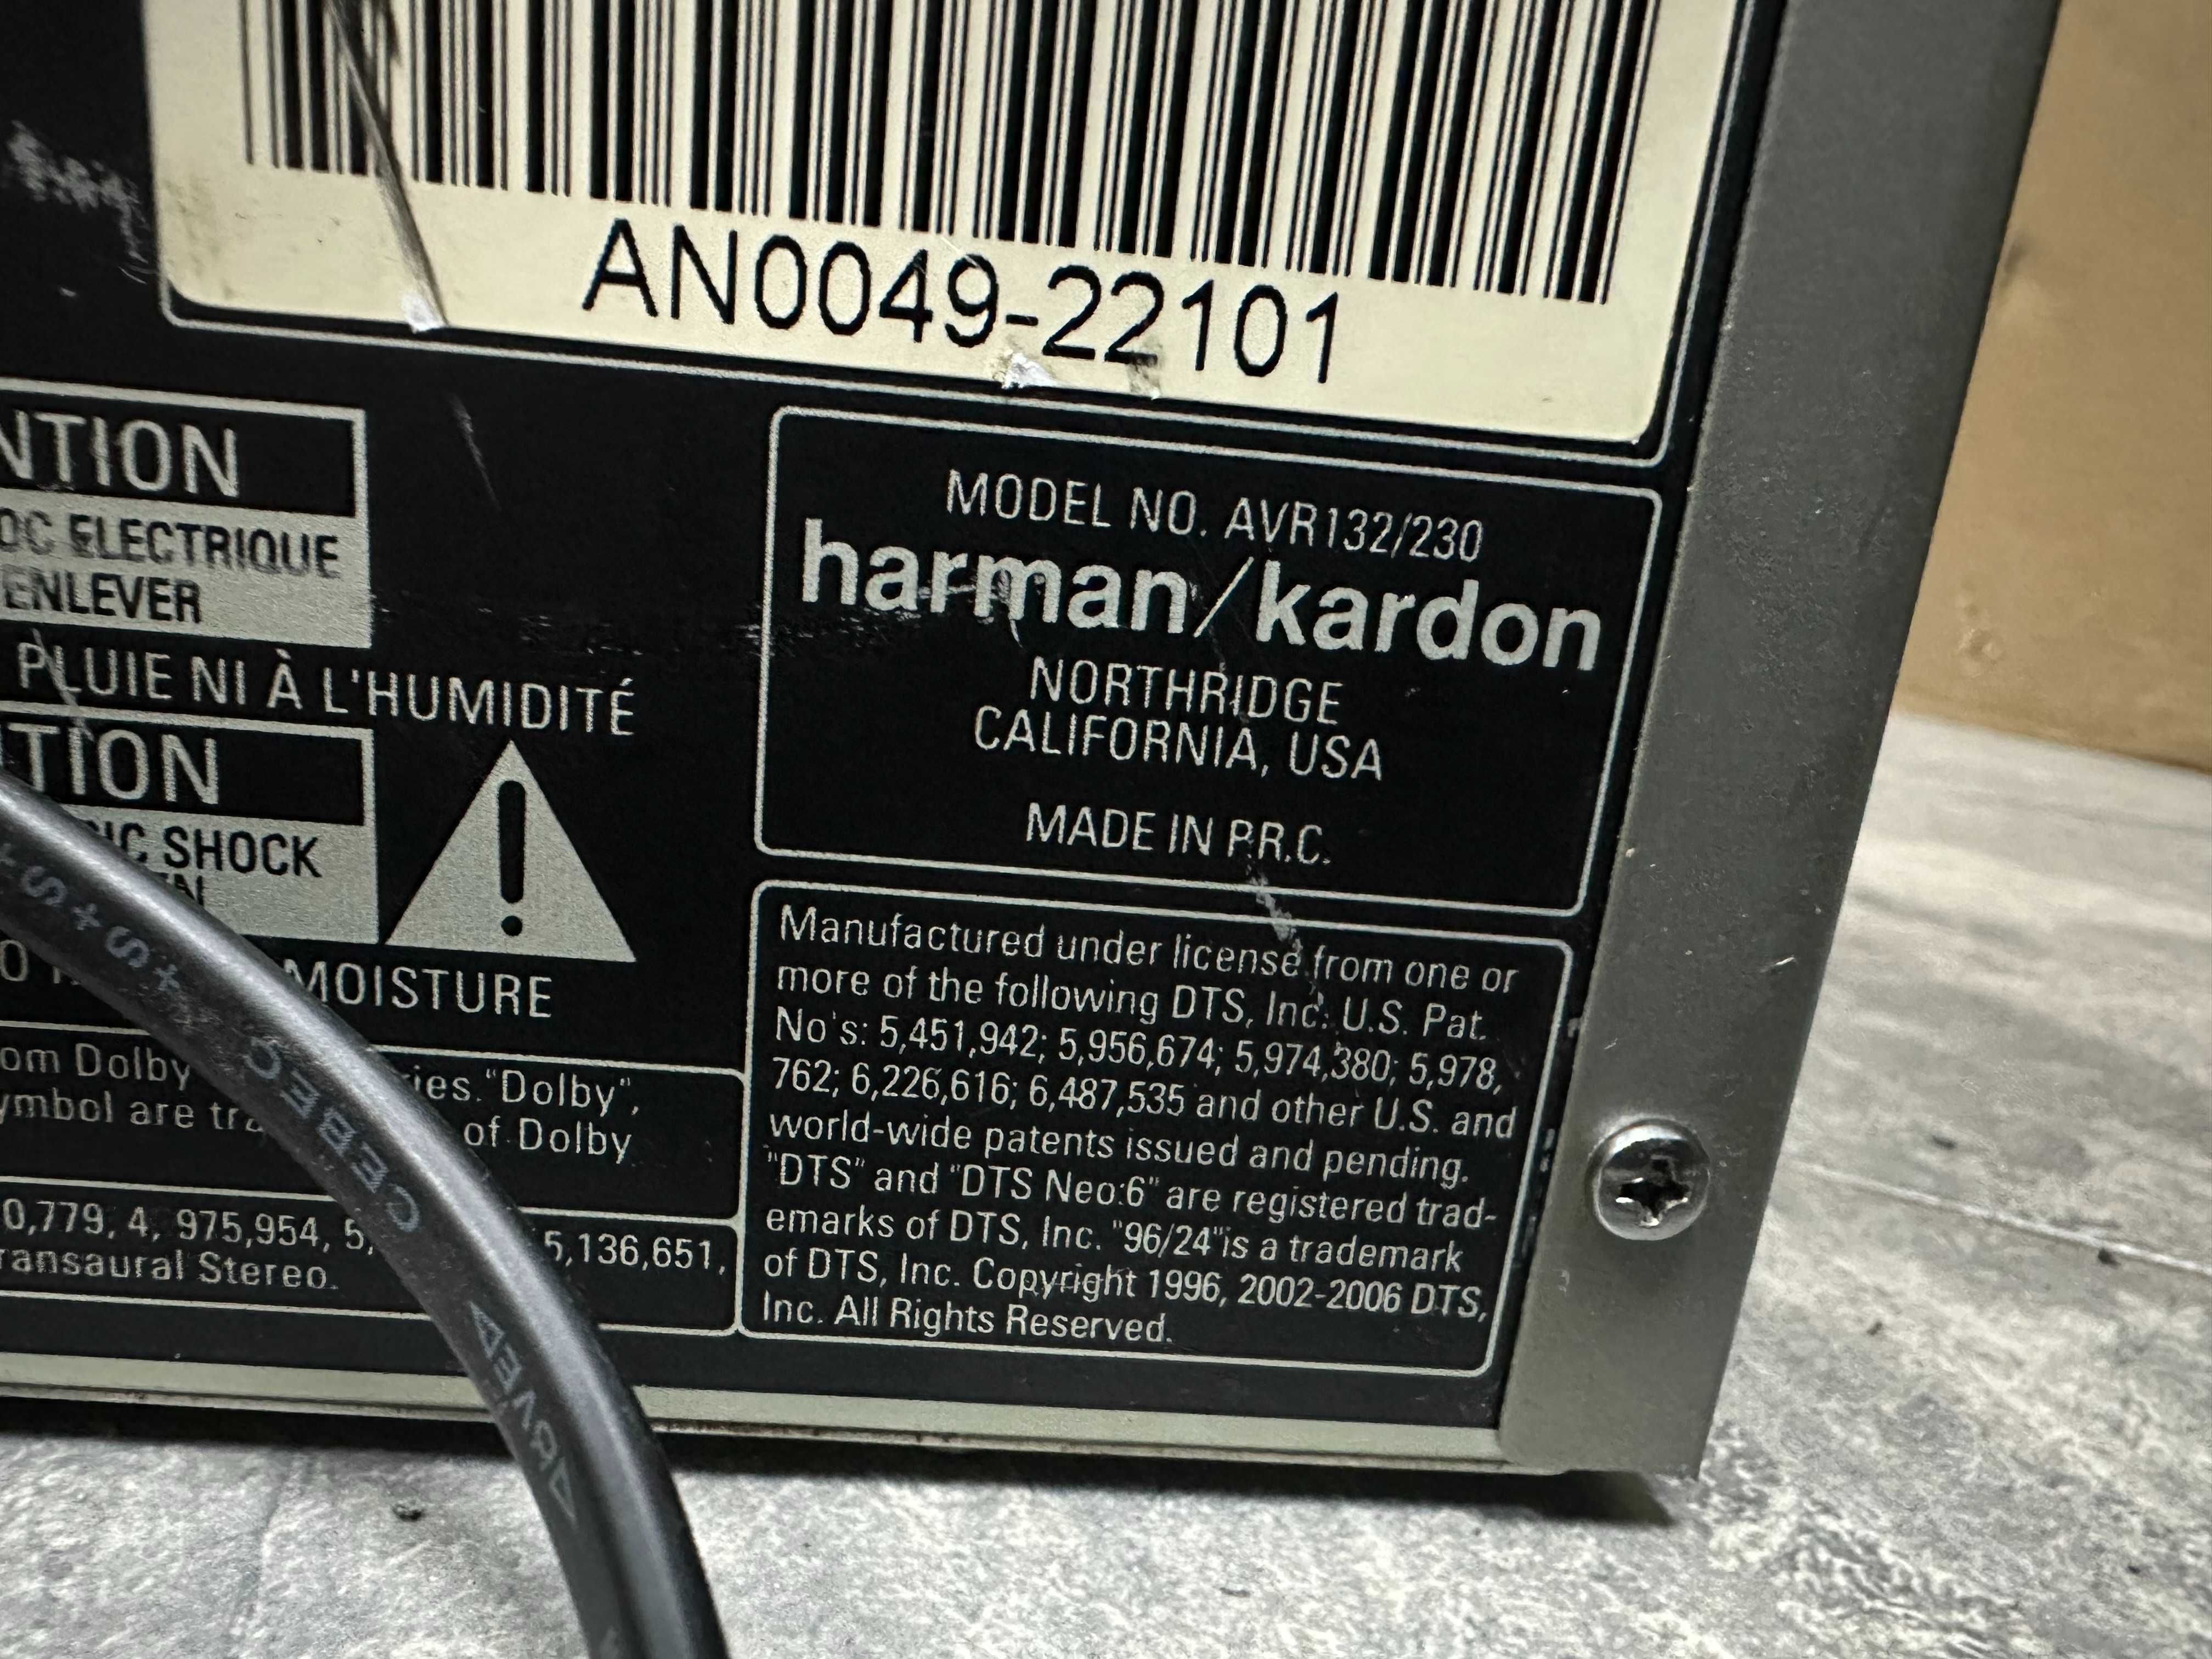 AN0049-22101
NTION
OC ELECTRIQUE
ENLEVER
PLUIE NI À L'HUMIDITÉ
TION
IC SHOCK
MOISTURE
om Dolby ries. "Dolby",
ymbol are tra of Dolby
0,779, 4, 975,954, 5, 5,136,651,
ransaural Stereo.
MODEL NO. AVR132/230
harman/kardon
NORTHRIDGE
CALIFORNIA, USA
MADE IN P.R.C.
Manufactured under license from one or
more of the following DTS, Inc. U.S. Pat.
No's: 5,451,942; 5,956,674; 5,974,380; 5,978,
762; 6,226,616; 6,487,535 and other U.S. and
world-wide patents issued and pending.
"DTS" and "DTS Neo:6" are registered trad-
emarks of DTS, Inc. "96/24"is a trademark
of DTS, Inc. Copyright 1996, 2002-2006 DTS,
Inc. All Rights Reserved.
CEBEC